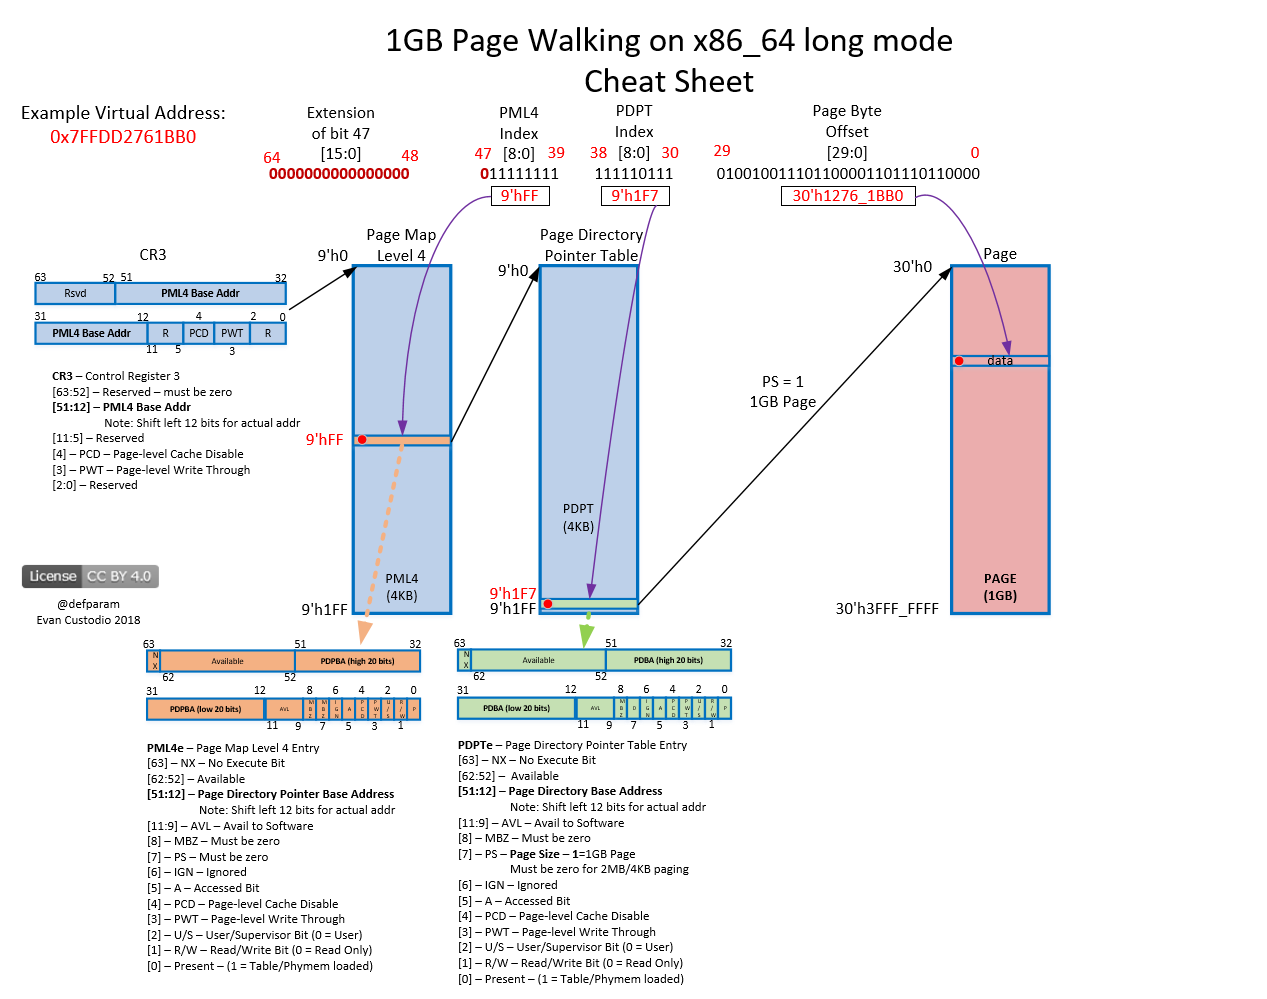 1GB Page Walking on x86_64 long mode
Cheat Sheet
Example Virtual Address:
0x7FFDD2761BB0
Extension
of bit 47
[15:0]
64
48
0000000000000000
PML4
Index
47 [8:0] 39
011111111
9'hFF
PDPT
Index
38 [8:0] 30
111110111
9'h1F7
Page Byte
Offset
29 [29:0] 0
010010011101100001101110110000
30'h1276_1BB0
CR3
63 52 51 32
Rsvd PML4 Base Addr
31 12 4 2 0
PML4 Base Addr R PCD PWT R
11 5 3
CR3 – Control Register 3
[63:52] – Reserved – must be zero
[51:12] – PML4 Base Addr
Note: Shift left 12 bits for actual addr
[11:5] – Reserved
[4] – PCD – Page-level Cache Disable
[3] – PWT – Page-level Write Through
[2:0] – Reserved
Page Map
Level 4
9'h0
9'hFF
PML4
(4KB)
9'h1FF
Page Directory
Pointer Table
9'h0
PDPT
(4KB)
9'h1F7
9'h1FF
PS = 1
1GB Page
Page
30'h0
data
PAGE
(1GB)
30'h3FFF_FFFF
License CC BY 4.0
@defparam
Evan Custodio 2018
63 51 32
NX Available PDPBA (high 20 bits)
62 52
31 12 8 6 4 2 0
PDPBA (low 20 bits) AVL MBZ MBZ IGN A PCD PWT U/S R/W P
11 9 7 5 3 1
PML4e – Page Map Level 4 Entry
[63] – NX – No Execute Bit
[62:52] – Available
[51:12] – Page Directory Pointer Base Address
Note: Shift left 12 bits for actual addr
[11:9] – AVL – Avail to Software
[8] – MBZ – Must be zero
[7] – PS – Must be zero
[6] – IGN – Ignored
[5] – A – Accessed Bit
[4] – PCD – Page-level Cache Disable
[3] – PWT – Page-level Write Through
[2] – U/S – User/Supervisor Bit (0 = User)
[1] – R/W – Read/Write Bit (0 = Read Only)
[0] – Present – (1 = Table/Phymem loaded)
63 51 32
NX Available PDBA (high 20 bits)
62 52
31 12 8 6 4 2 0
PDBA (low 20 bits) AVL MBZ 0 IGN A PCD PWT U/S R/W P
11 9 7 5 3 1
PDPTe – Page Directory Pointer Table Entry
[63] – NX – No Execute Bit
[62:52] – Available
[51:12] – Page Directory Base Address
Note: Shift left 12 bits for actual addr
[11:9] – AVL – Avail to Software
[8] – MBZ – Must be zero
[7] – PS – Page Size – 1=1GB Page
Must be zero for 2MB/4KB paging
[6] – IGN – Ignored
[5] – A – Accessed Bit
[4] – PCD – Page-level Cache Disable
[3] – PWT – Page-level Write Through
[2] – U/S – User/Supervisor Bit (0 = User)
[1] – R/W – Read/Write Bit (0 = Read Only)
[0] – Present – (1 = Table/Phymem loaded)